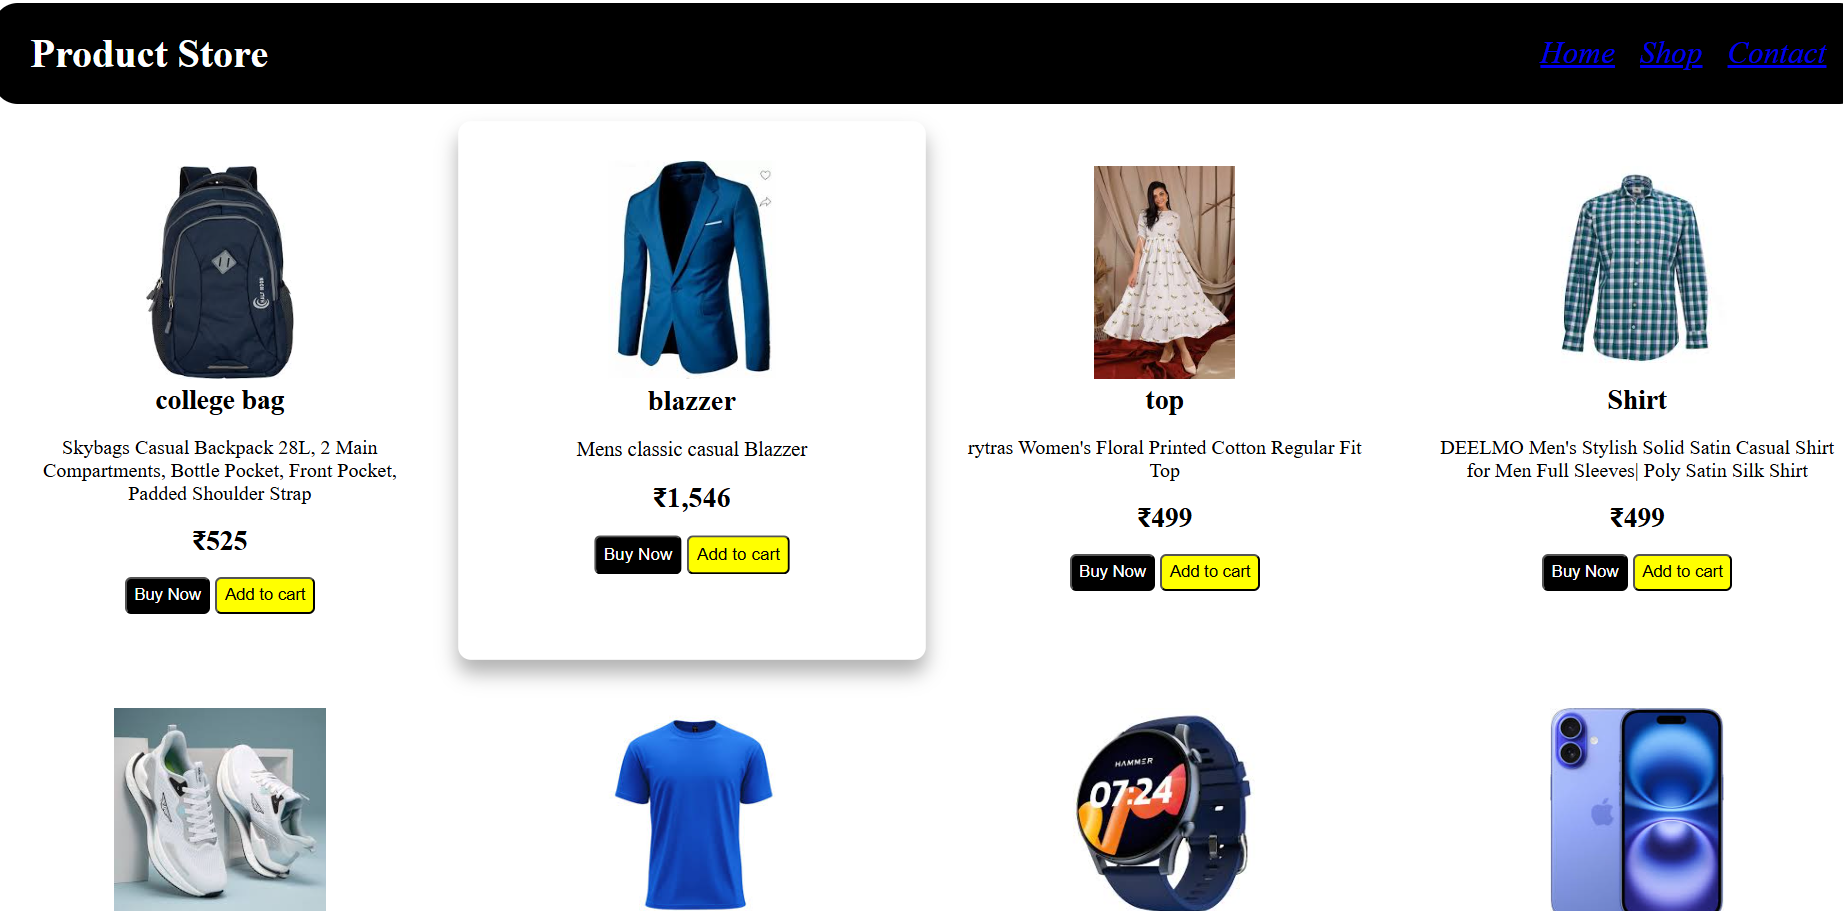 Product Store
Home Shop Contact
HALF MOON
college bag
Skybags Casual Backpack 28L, 2 Main
Compartments, Bottle Pocket, Front Pocket,
Padded Shoulder Strap
₹525
Buy Now Add to cart
blazzer
Mens classic casual Blazzer
₹1,546
Buy Now Add to cart
top
rytras Women's Floral Printed Cotton Regular Fit
Top
₹499
Buy Now Add to cart
Shirt
DEELMO Men's Stylish Solid Satin Casual Shirt
for Men Full Sleeves| Poly Satin Silk Shirt
₹499
Buy Now Add to cart
HAMMER
07:24